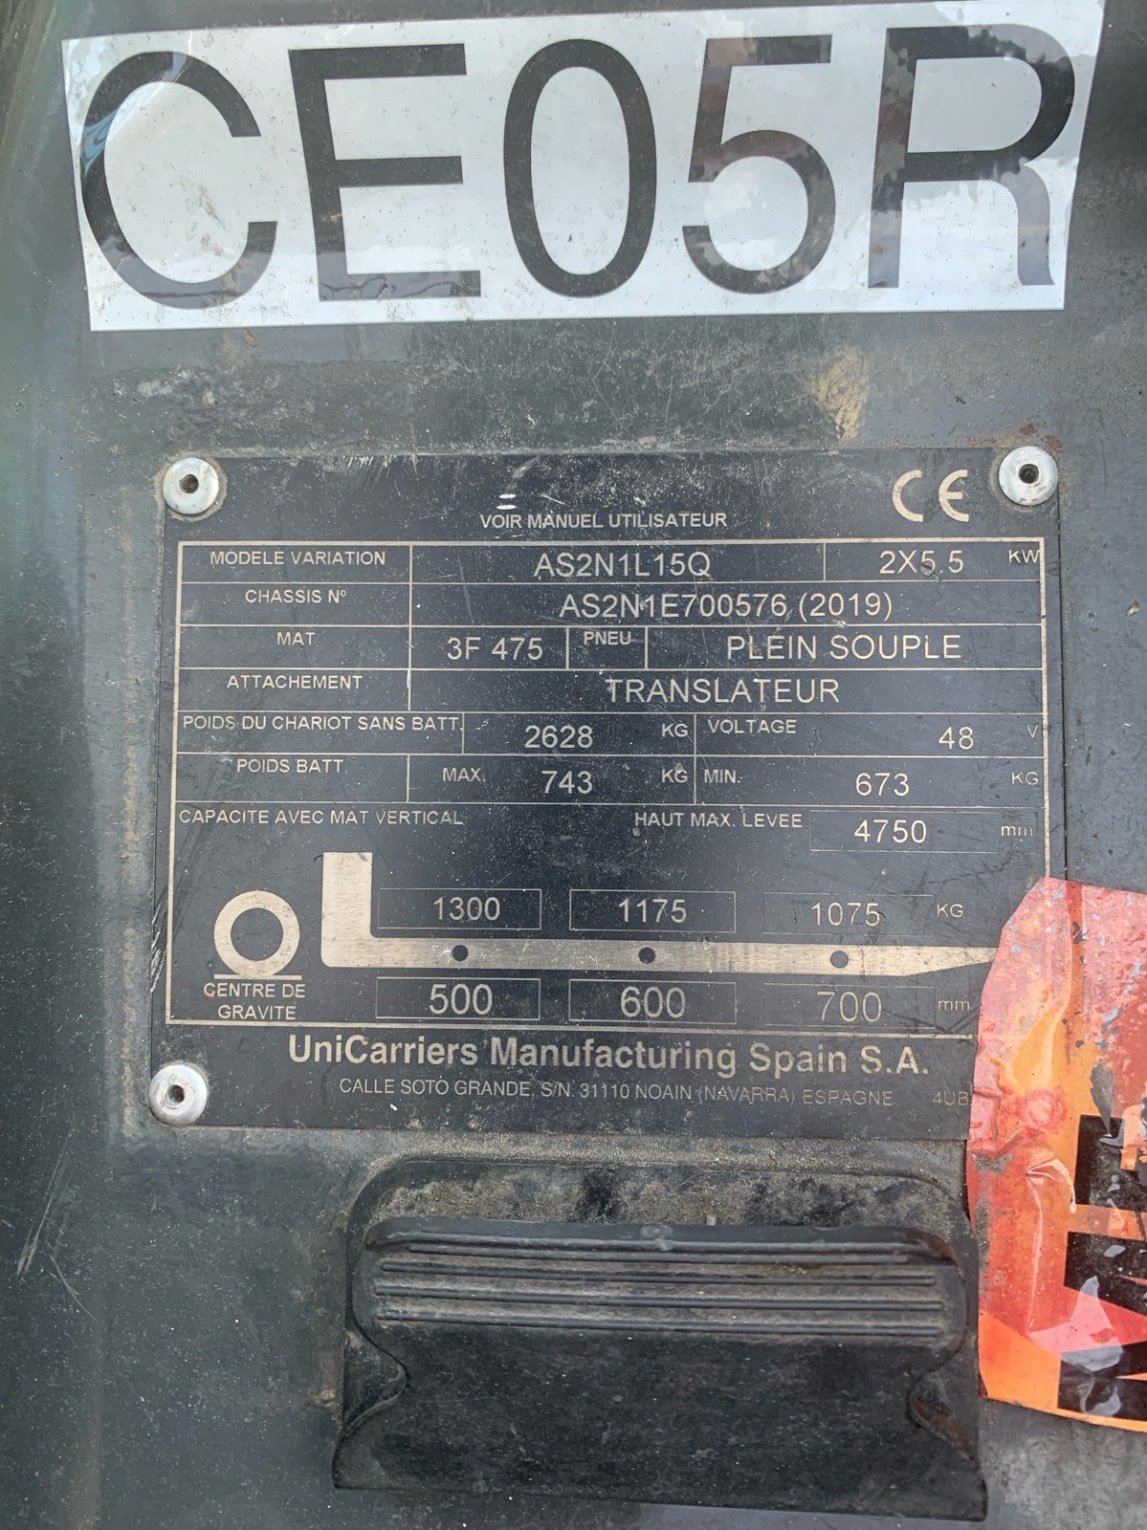 CE05R
CE
VOIR MANUEL UTILISATEUR
MODELE VARIATION AS2N1L15Q 2X5.5 KW
CHASSIS Nº AS2N1E700576 (2019)
MAT 3F 475 PNEU PLEIN SOUPLE
ATTACHEMENT TRANSLATEUR
POIDS DU CHARIOT SANS BATT. 2628 KG VOLTAGE 48 V
POIDS BATT. MAX. 743 KG MIN. 673 KG
CAPACITE AVEC MAT VERTICAL HAUT MAX. LEVEE 4750 mm
1300 1175 1075 KG
500 600 700 mm
CENTRE DE
GRAVITE
UniCarriers Manufacturing Spain S.A.
CALLE SOTO GRANDE, S/N. 31110 NOAIN (NAVARRA) ESPAGNE 4UB